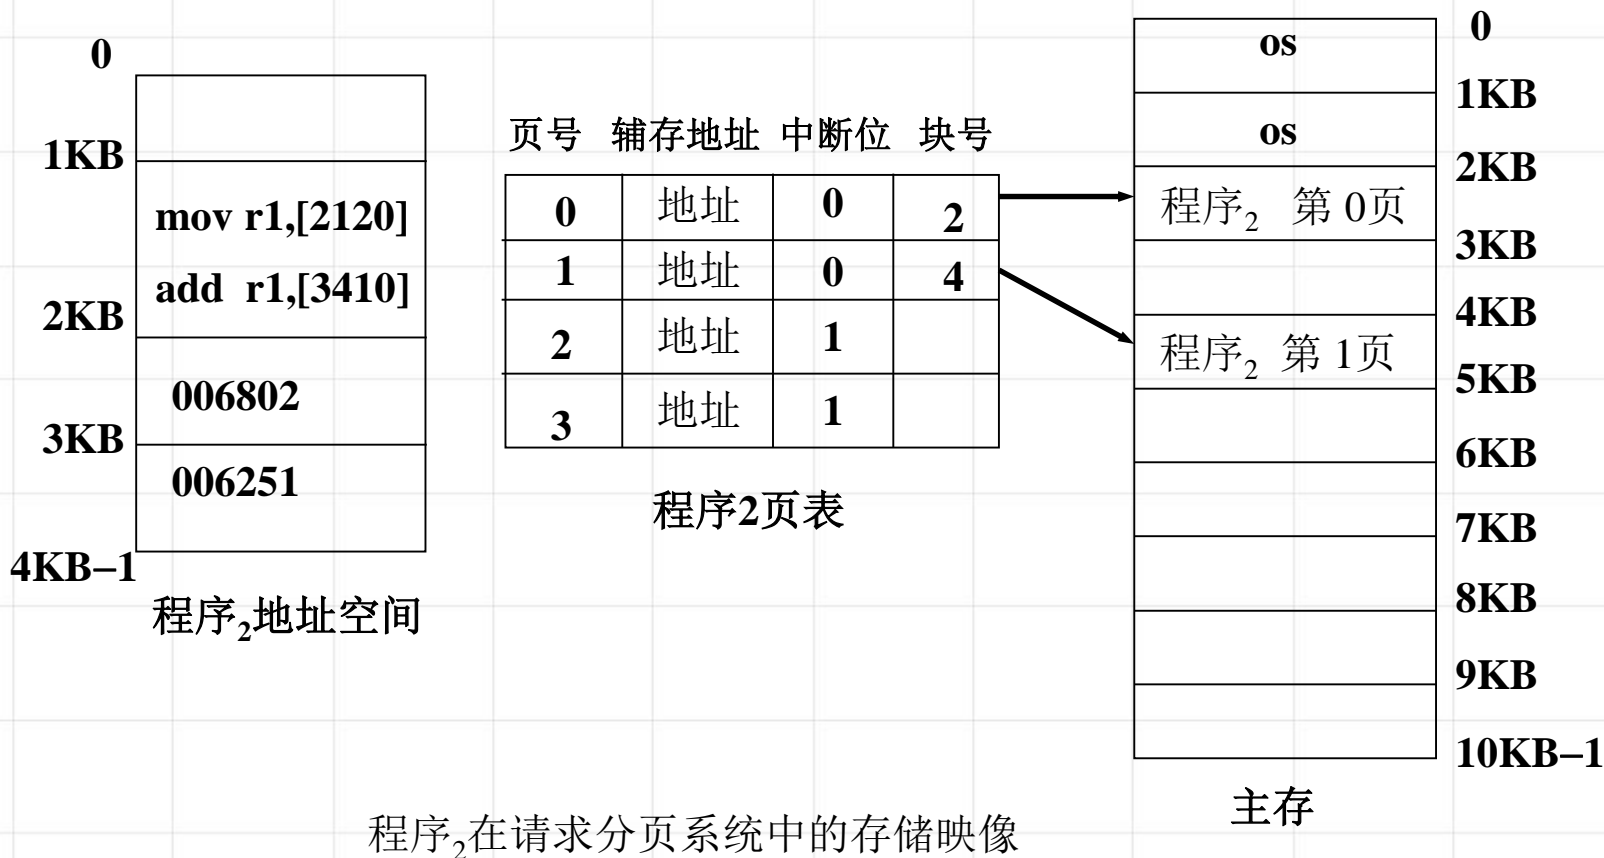 0
1KB
mov r1,[2120]
add r1,[3410]
2KB
006802
3KB
006251
4KB–1
程序₂地址空间
页号 辅存地址 中断位 块号
0 地址 0 2
1 地址 0 4
2 地址 1
3 地址 1
程序2页表
0
os
1KB
os
2KB
程序₂ 第 0页
3KB
4KB
程序₂ 第 1页
5KB
6KB
7KB
8KB
9KB
10KB–1
主存
程序₂在请求分页系统中的存储映像